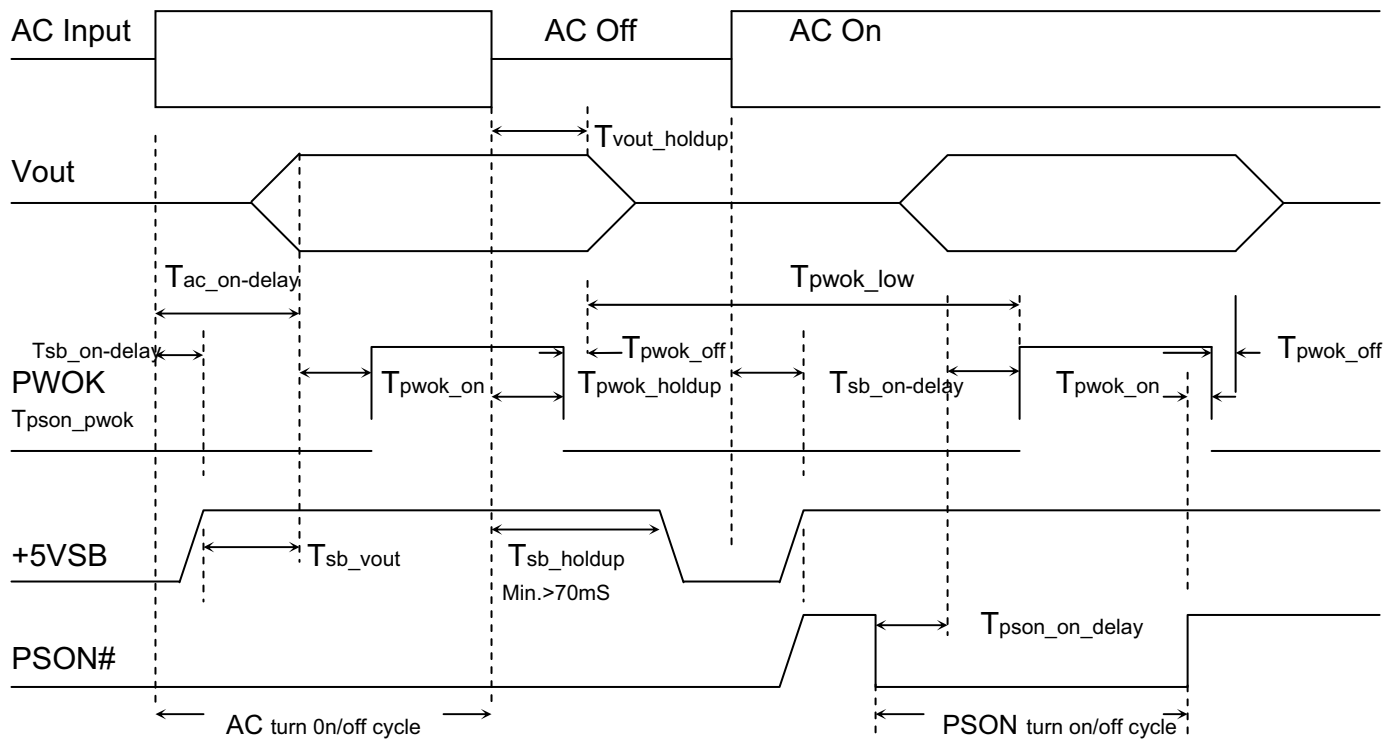 AC Input
AC Off
AC On
Tvout_holdup
Vout
Tac_on-delay
Tpwok_low
Tsb_on-delay
Tpwok_off
Tpwok_off
PWOK
Tpwok_on
Tpwok_holdup
Tsb_on-delay
Tpwok_on
Tpson_pwok
+5VSB
Tsb_vout
Tsb_holdup
Min.>70mS
Tpson_on_delay
PSON#
AC turn 0n/off cycle
PSON turn on/off cycle